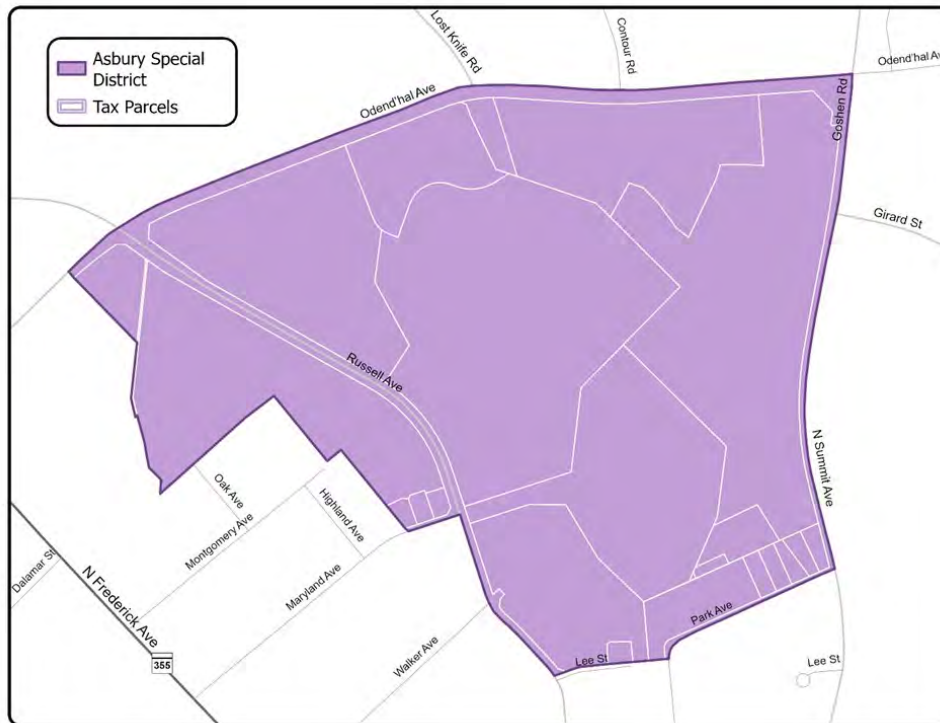 Asbury Special
District
Tax Parcels
Lost Knife Rd
Contour Rd
Odend'hal Av
Odend'hal Ave
Goshen Rd
Girard St
Russell Ave
N Summit Ave
Oak Ave
Highland Ave
Montgomery Ave
Maryland Ave
Dalamar St
N Frederick Ave
355
Walker Ave
Park Ave
Lee St
Lee St